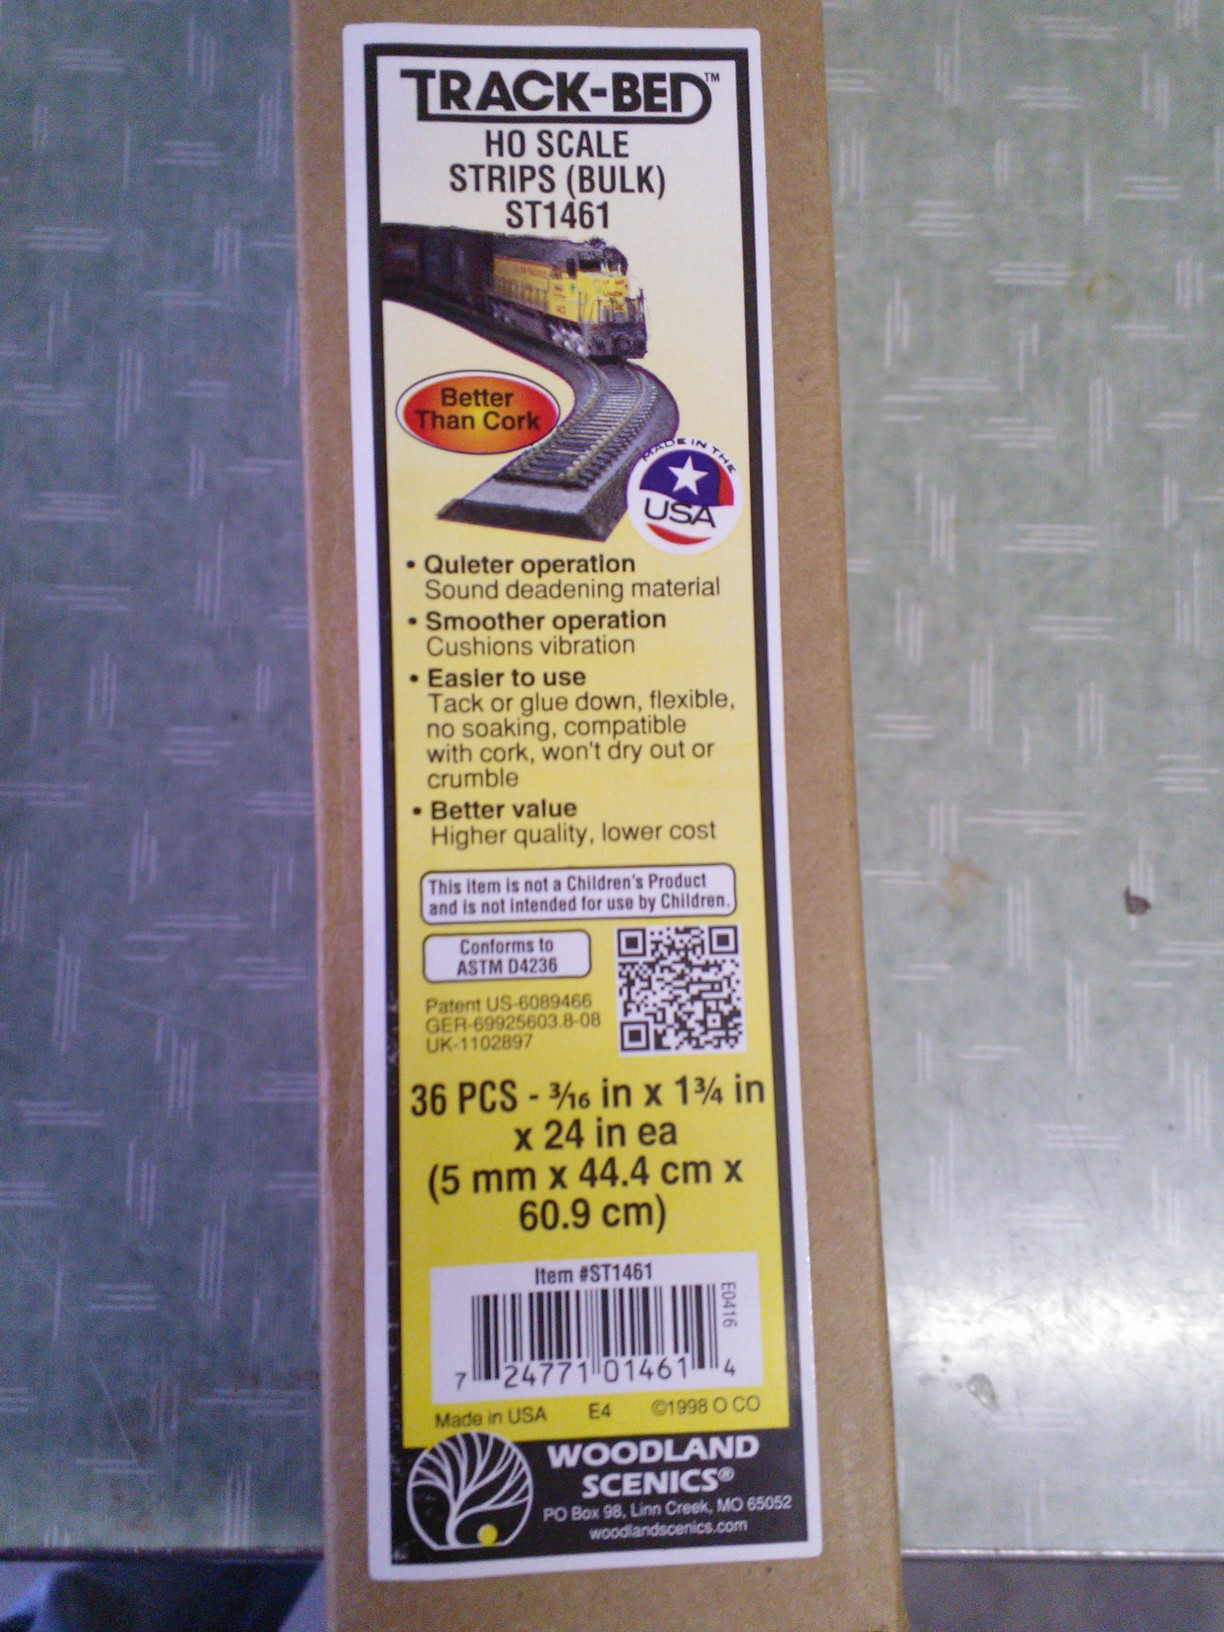 TRACK-BED™
HO SCALE
STRIPS (BULK)
ST1461
Better
Than Cork
MADE IN THE
USA
• Quieter operation
Sound deadening material
• Smoother operation
Cushions vibration
• Easier to use
Tack or glue down, flexible,
no soaking, compatible
with cork, won't dry out or
crumble
• Better value
Higher quality, lower cost
This item is not a Children's Product
and is not intended for use by Children.
Conforms to
ASTM D4236
Patent US-6089466
GER-69925603.8-08
UK-1102897
36 PCS - 3/16 in x 1 3/4 in
x 24 in ea
(5 mm x 44.4 cm x
60.9 cm)
Item #ST1461
E0416
7 24771 01461 4
Made in USA E4 ©1998 O CO
WOODLAND
SCENICS®
PO Box 98, Linn Creek, MO 65052
woodlandscenics.com